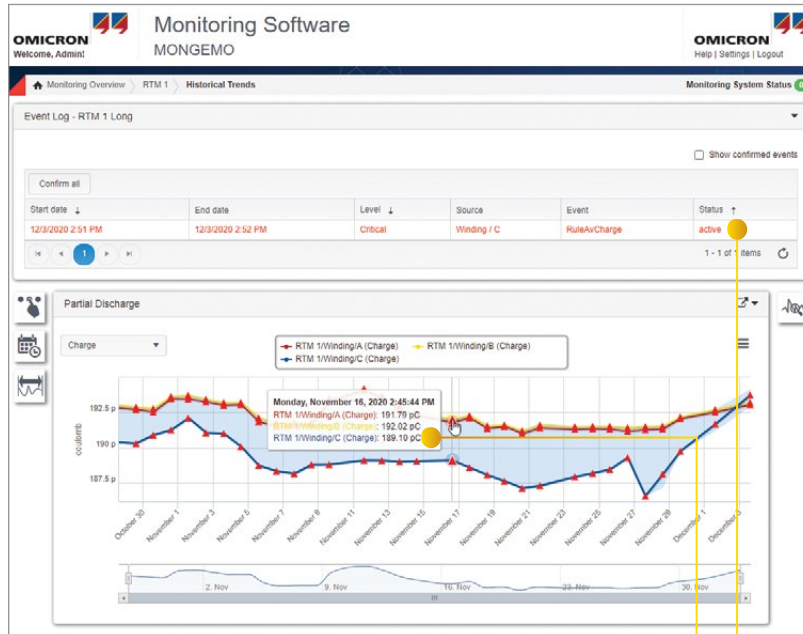 OMICRON
Welcome, Admin!
Monitoring Software
MONGEMO
OMICRON
Help | Settings | Logout
Monitoring Overview RTM 1 Historical Trends
Monitoring System Status
Event Log - RTM 1 Long
Show confirmed events
Confirm all
Start date ↓ End date Level ↓ Source Event Status ↑
12/3/2020 2:51 PM 12/3/2020 2:52 PM Critical Winding / C RuleAvCharge active
1 1 - 1 of 1 items
Partial Discharge
Charge
RTM 1/Winding/A (Charge) RTM 1/Winding/B (Charge)
RTM 1/Winding/C (Charge)
Monday, November 16, 2020 2:45:44 PM
RTM 1/Winding/A (Charge): 191.79 pC
RTM 1/Winding/B (Charge): 192.02 pC
RTM 1/Winding/C (Charge): 189.10 pC
coulomb
192.5 p
190 p
187.5 p
October 30 November 1 November 3 November 5 November 7 November 9 November 11 November 13 November 15 November 17 November 19 November 21 November 23 November 25 November 27 November 29 December 1 December 3
2. Nov 9. Nov 16. Nov 23. Nov 30. Nov